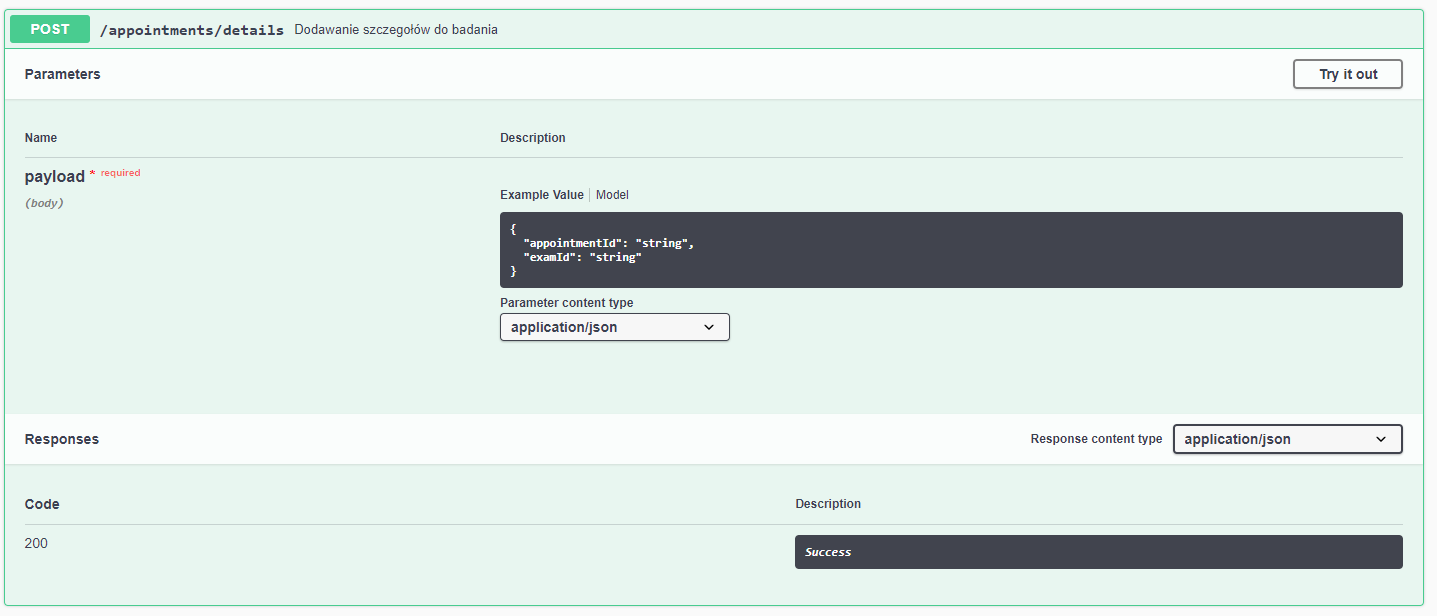 POST /appointments/details Dodawanie szczegołów do badania
Parameters
Try it out
Name Description
payload * required
(body)
Example Value Model
{
"appointmentId": "string",
"examId": "string"
}
Parameter content type
application/json
Responses
Response content type application/json
Code Description
200 Success